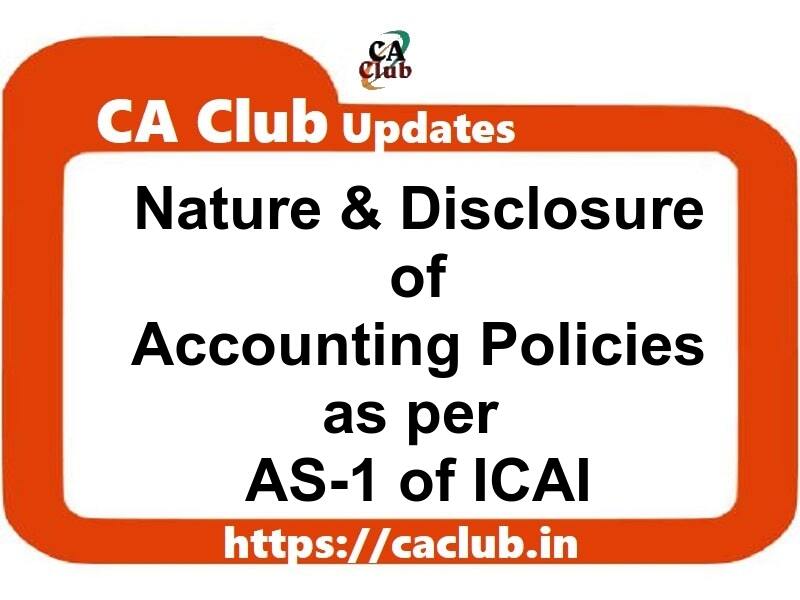 CA
Club
CA Club Updates
Nature & Disclosure
of
Accounting Policies
as per
AS-1 of ICAI
https://caclub.in